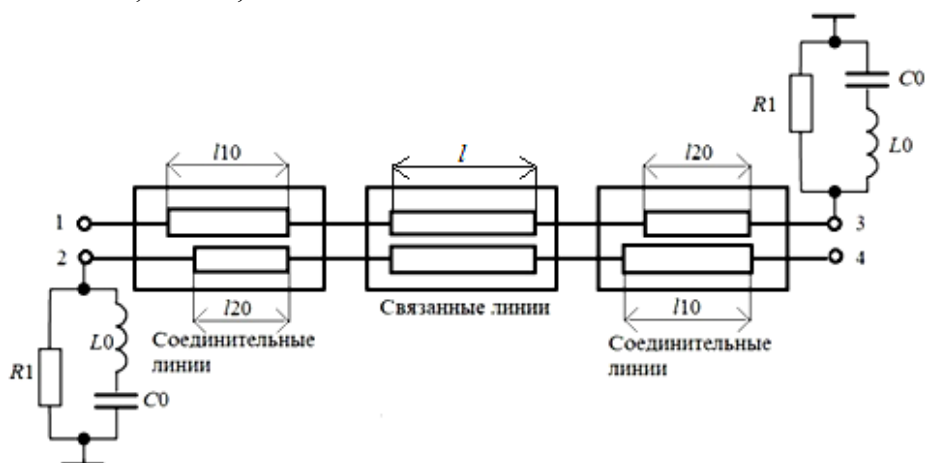 C0
R1
L0
l10
l
l20
1
3
2
4
l20
Связанные линии
l10
Соединительные
линии
Соединительные
линии
L0
R1
C0